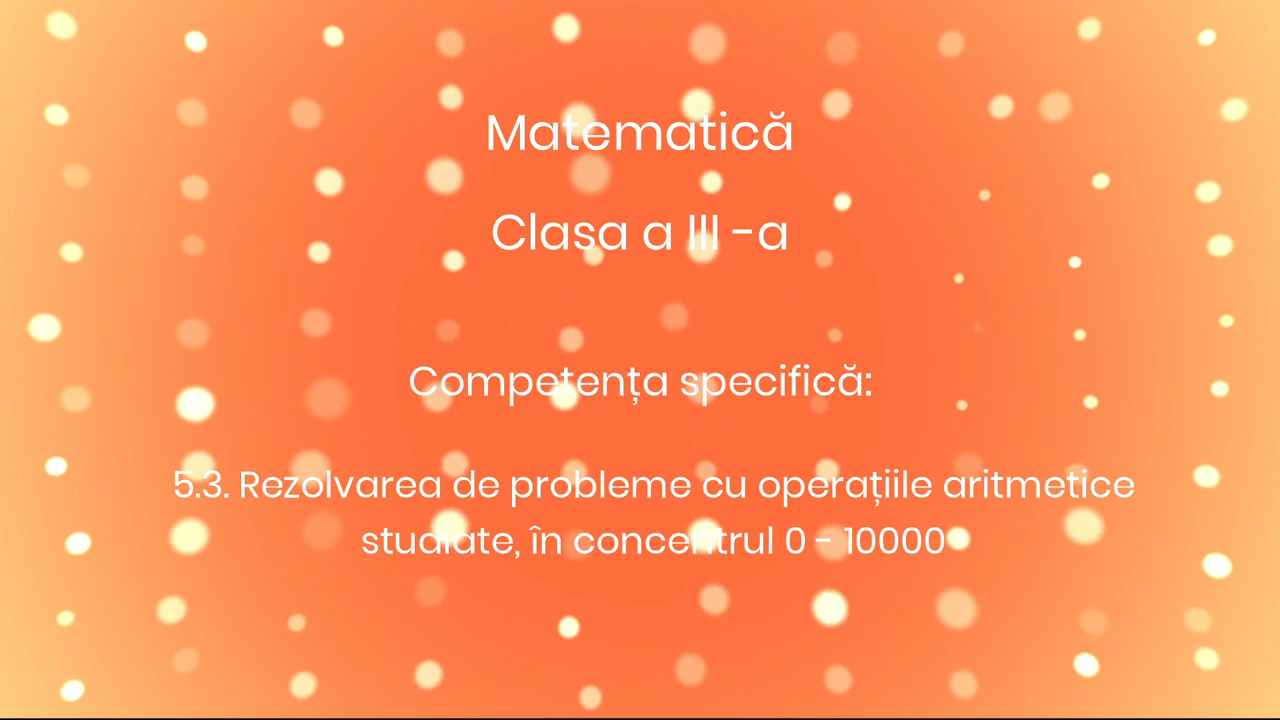 Matematică
Clasa a III -a
Competența specifică:
5.3. Rezolvarea de probleme cu operațiile aritmetice
studiate, în concentrul 0 - 10000